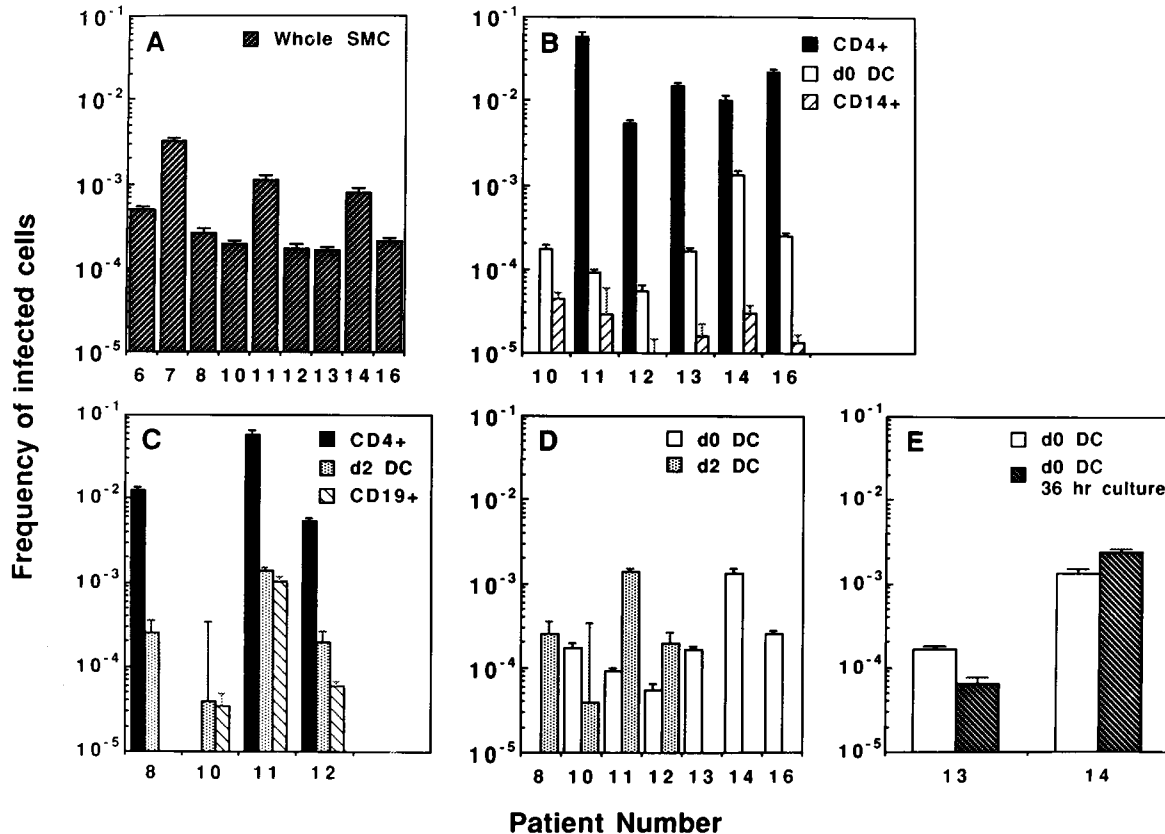 Frequency of infected cells
A
Whole SMC
10-1
10-2
10-3
10-4
10-5
6 7 8 10 11 12 13 14 16
B
CD4+
d0 DC
CD14+
10-1
10-2
10-3
10-4
10-5
10 11 12 13 14 16
C
CD4+
d2 DC
CD19+
10-1
10-2
10-3
10-4
10-5
8 10 11 12
D
d0 DC
d2 DC
10-1
10-2
10-3
10-4
10-5
8 10 11 12 13 14 16
E
d0 DC
d0 DC
36 hr culture
10-1
10-2
10-3
10-4
10-5
13 14
Patient Number